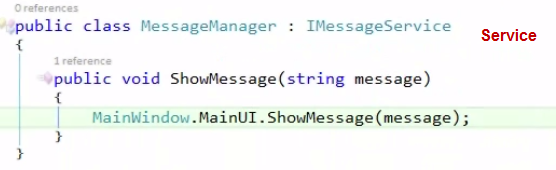 0 references
public class MessageManager : IMessageService
Service
{
1 reference
public void ShowMessage(string message)
{
MainWindow.MainUI.ShowMessage(message);
}
}